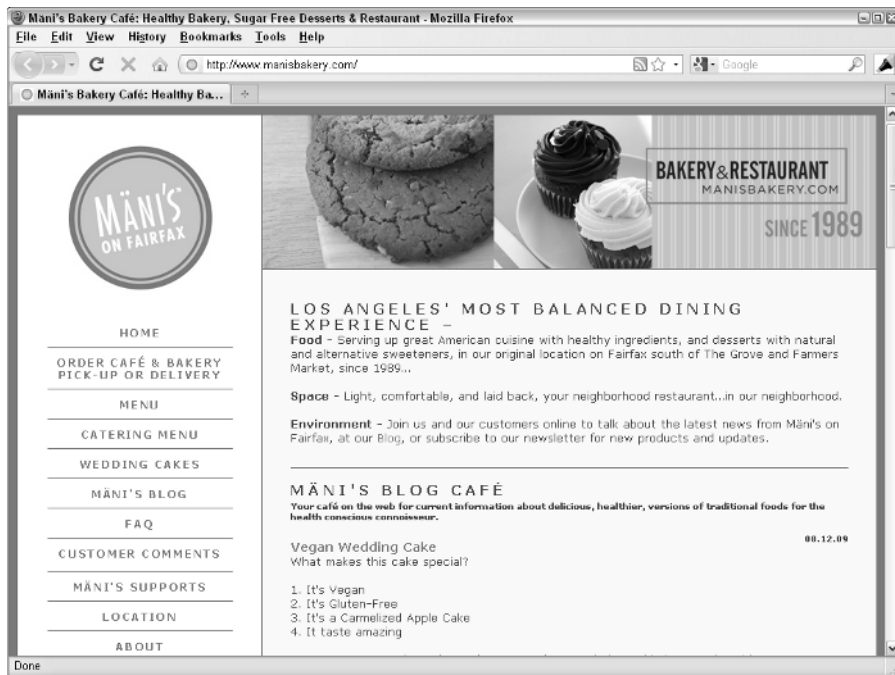 Mäni's Bakery Café: Healthy Bakery, Sugar Free Desserts & Restaurant - Mozilla Firefox
File Edit View History Bookmarks Tools Help
http://www.manisbakery.com/
Google
Mäni's Bakery Café: Healthy Ba...
MÄNI'S
ON FAIRFAX
BAKERY&RESTAURANT
MANISBAKERY.COM
SINCE 1989
HOME
ORDER CAFÉ & BAKERY
PICK-UP OR DELIVERY
MENU
CATERING MENU
WEDDING CAKES
MÄNI'S BLOG
FAQ
CUSTOMER COMMENTS
MÄNI'S SUPPORTS
LOCATION
ABOUT
LOS ANGELES' MOST BALANCED DINING
EXPERIENCE –
Food - Serving up great American cuisine with healthy ingredients, and desserts with natural
and alternative sweeteners, in our original location on Fairfax south of The Grove and Farmers
Market, since 1989...
Space - Light, comfortable, and laid back, your neighborhood restaurant...in our neighborhood.
Environment - Join us and our customers online to talk about the latest news from Mäni's on
Fairfax, at our Blog, or subscribe to our newsletter for new products and updates.
MÄNI'S BLOG CAFÉ
Your café on the web for current information about delicious, healthier, versions of traditional foods for the
health conscious connoisseur.
08.12.09
Vegan Wedding Cake
What makes this cake special?
1. It's Vegan
2. It's Gluten-Free
3. It's a Carmelized Apple Cake
4. It taste amazing
Done